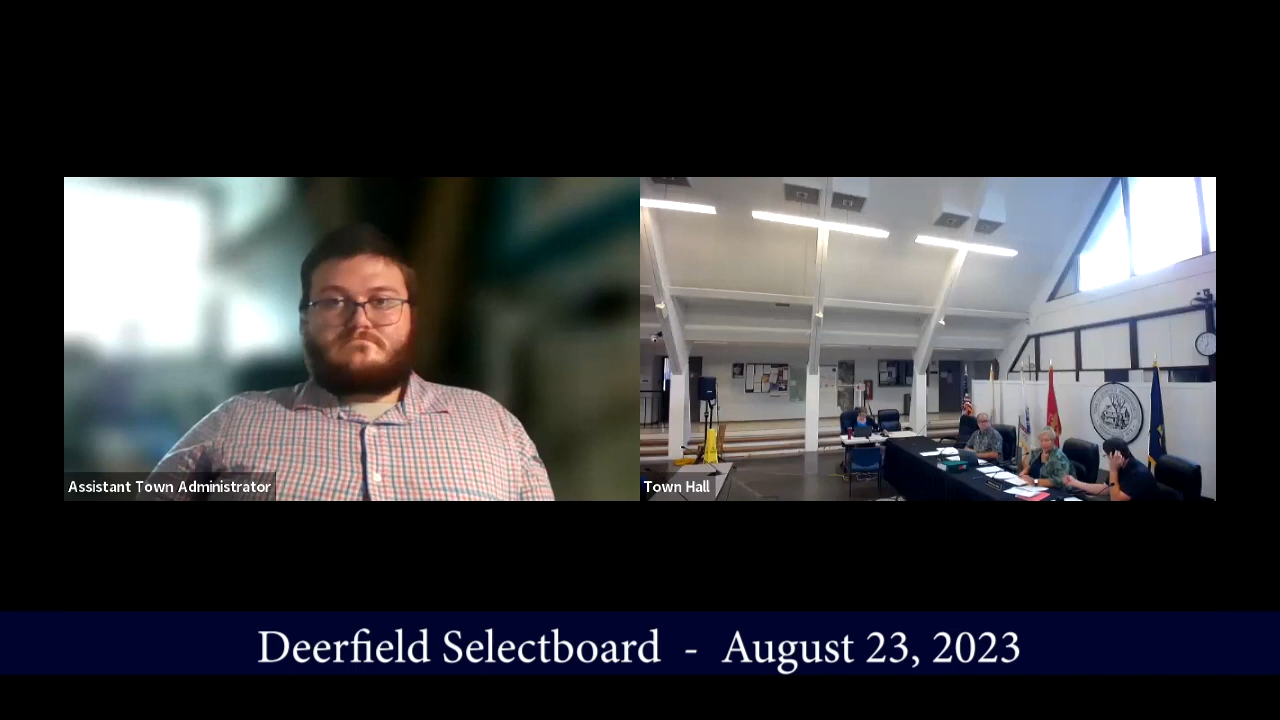 Assistant Town Administrator
Town Hall
Deerfield Selectboard - August 23, 2023